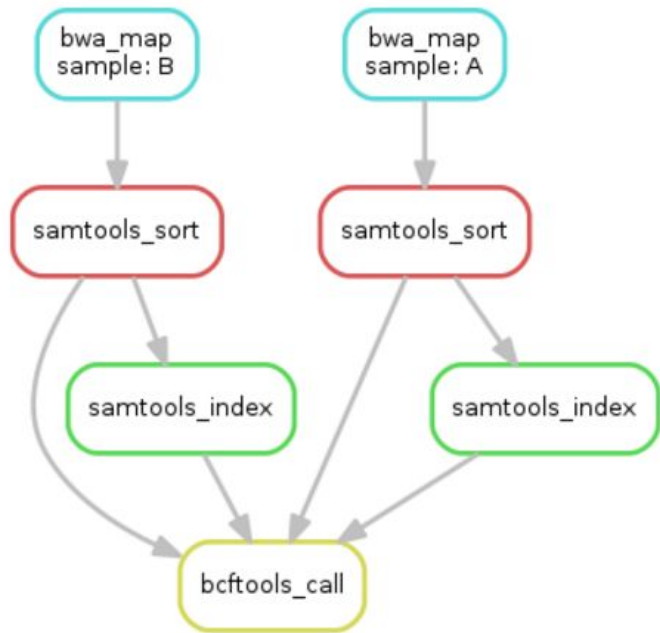 bwa_map
sample: B
bwa_map
sample: A
samtools_sort
samtools_sort
samtools_index
samtools_index
bcftools_call